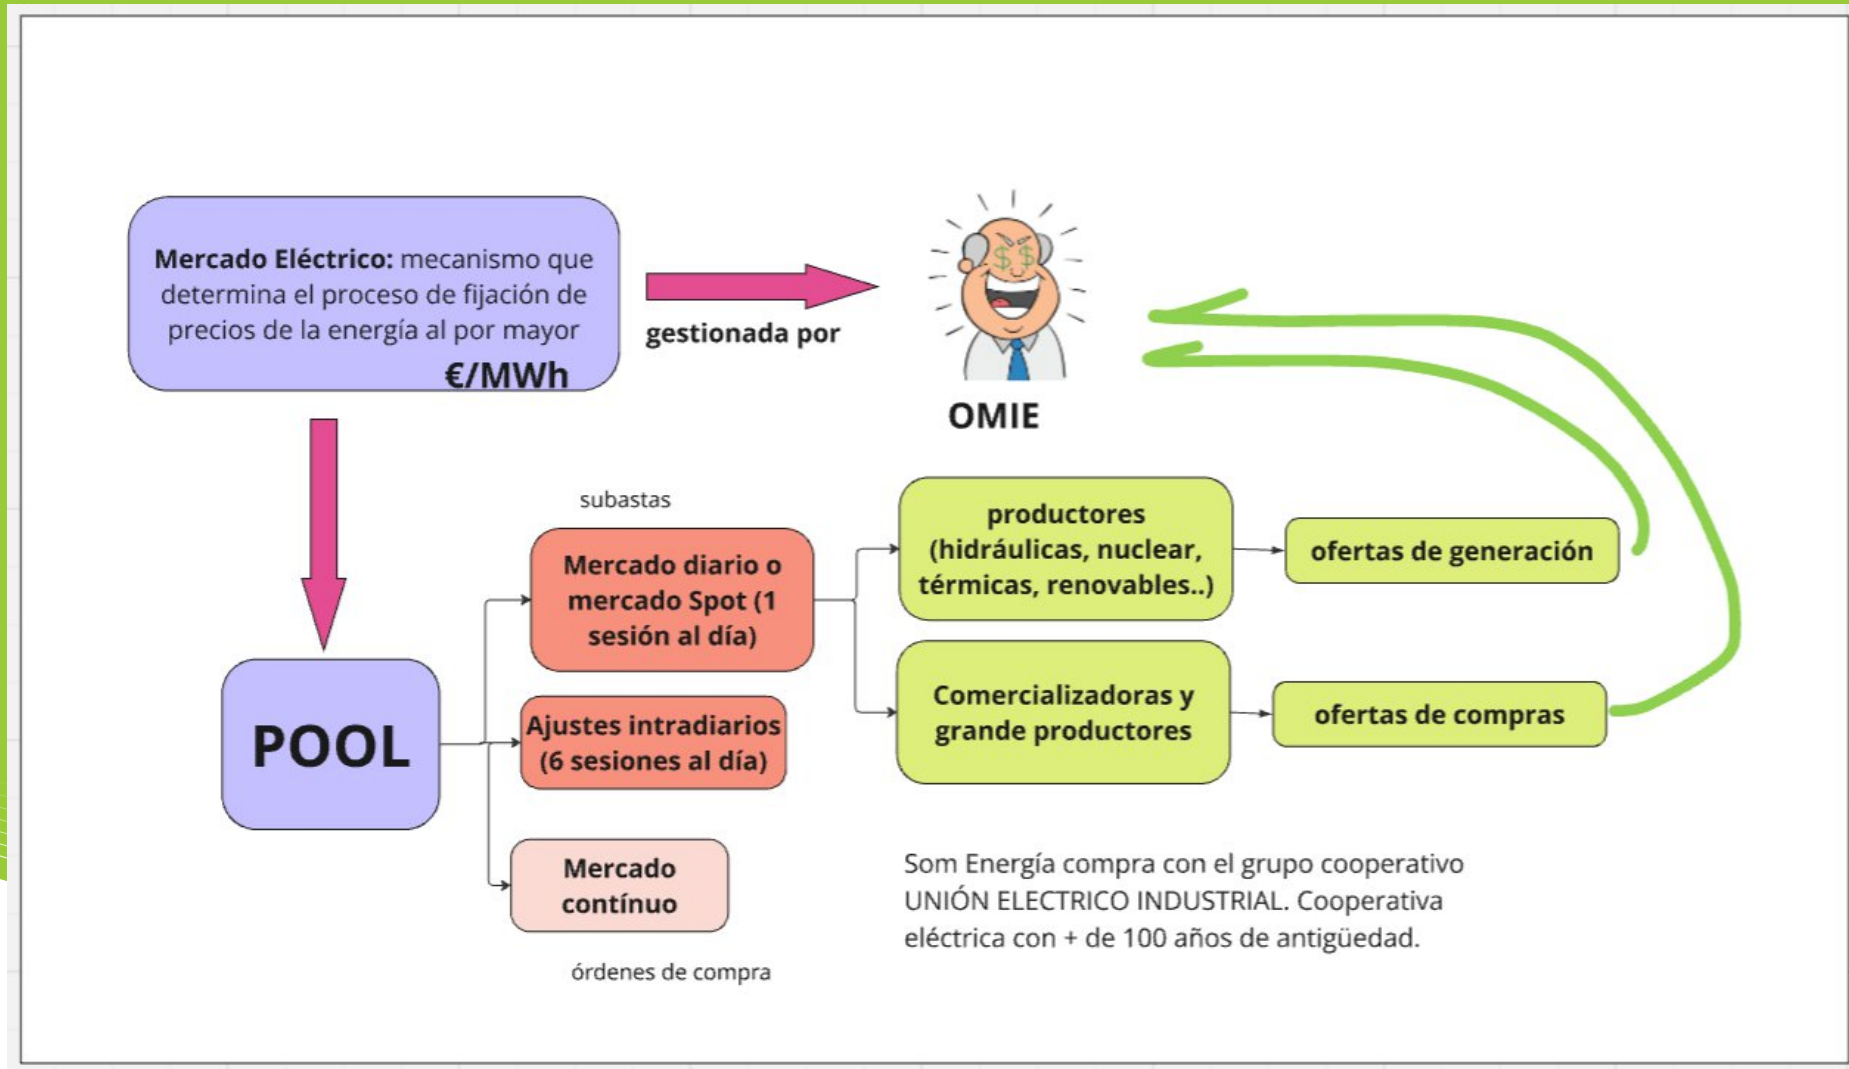 Mercado Eléctrico: mecanismo que
determina el proceso de fijación de
precios de la energía al por mayor
€/MWh
gestionada por
$ $
OMIE
subastas
Mercado diario o
mercado Spot (1
sesión al día)
productores
(hidráulicas, nuclear,
térmicas, renovables..)
ofertas de generación
POOL
Ajustes intradiarios
(6 sesiones al día)
Comercializadoras y
grande productores
ofertas de compras
Mercado
contínuo
órdenes de compra
Som Energía compra con el grupo cooperativo
UNIÓN ELECTRICO INDUSTRIAL. Cooperativa
eléctrica con + de 100 años de antigüedad.